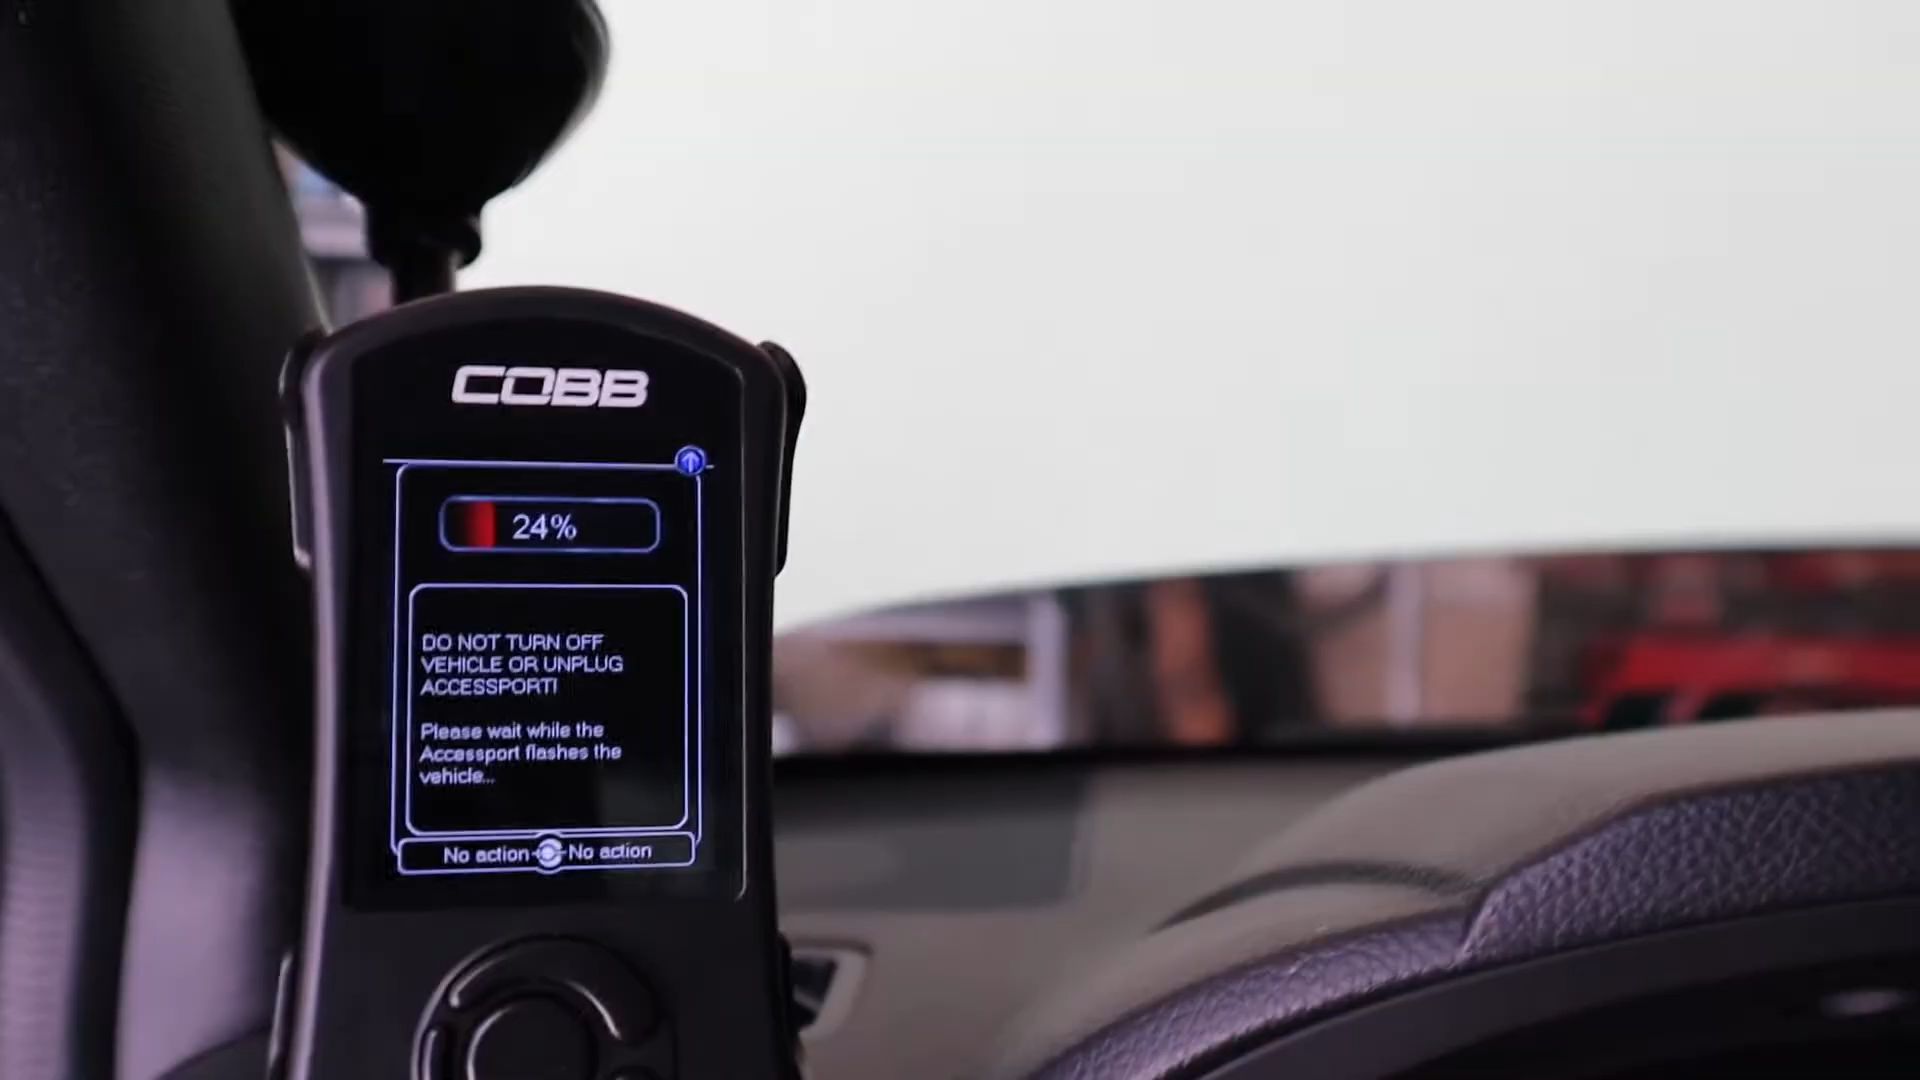 COBB
24%
DO NOT TURN OFF
VEHICLE OR UNPLUG
ACCESSPORT!
Please wait while the
Accessport flashes the
vehicle...
No action No action